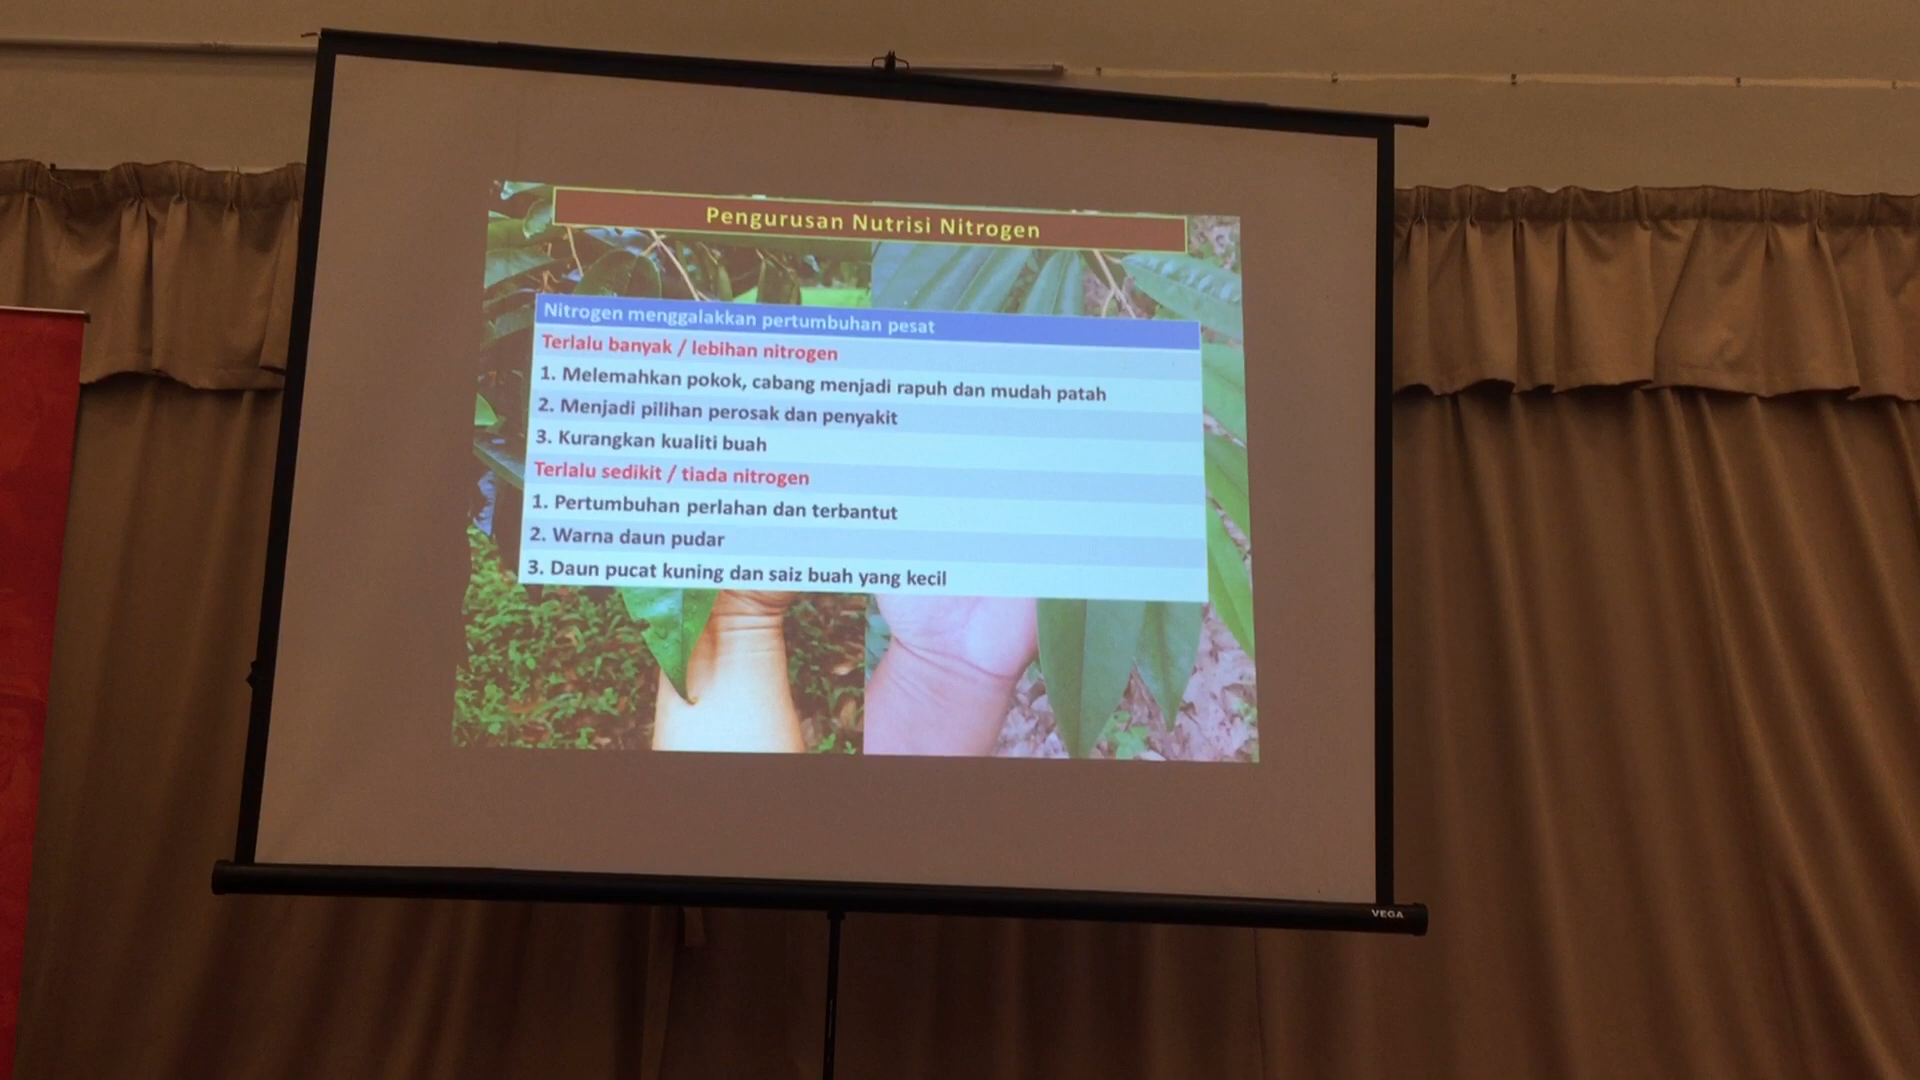 Pengurusan Nutrisi Nitrogen
Nitrogen menggalakkan pertumbuhan pesat
Terlalu banyak / lebihan nitrogen
1. Melemahkan pokok, cabang menjadi rapuh dan mudah patah
2. Menjadi pilihan perosak dan penyakit
3. Kurangkan kualiti buah
Terlalu sedikit / tiada nitrogen
1. Pertumbuhan perlahan dan terbantut
2. Warna daun pudar
3. Daun pucat kuning dan saiz buah yang kecil
VEGA